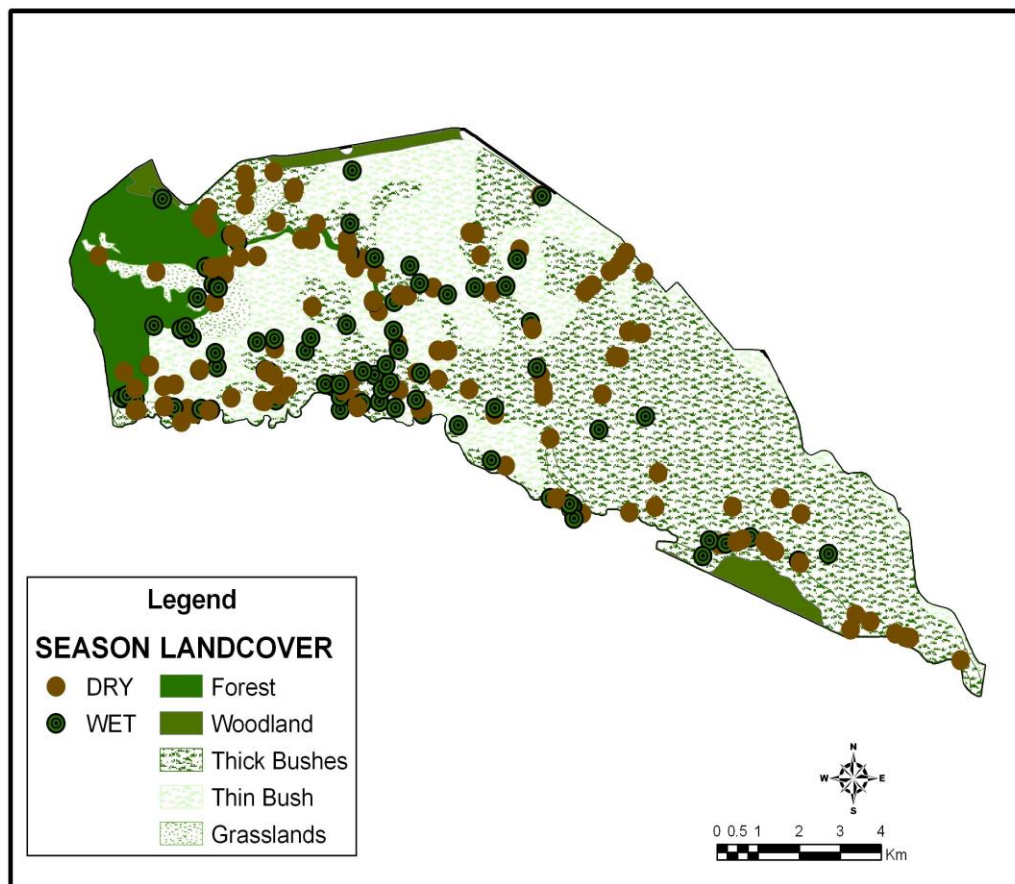 Legend
SEASON LANDCOVER
DRY Forest
WET Woodland
Thick Bushes
Thin Bush
Grasslands
N
W E
S
0 0.5 1 2 3 4
Km